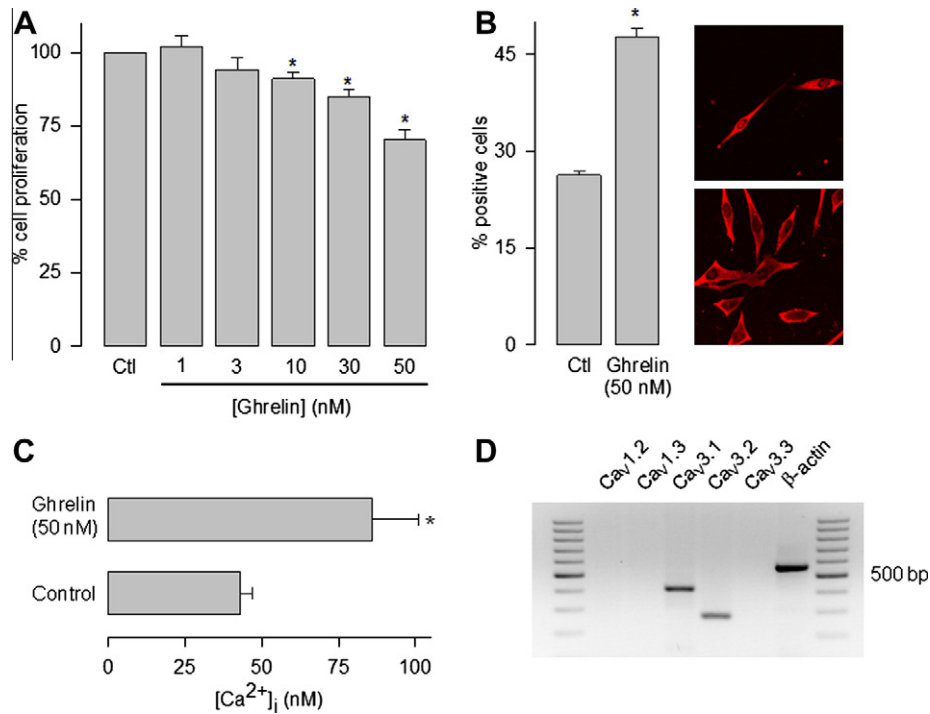 A
% cell proliferation
100
75
50
25
0
*
*
*
Ctl
1
3
10
30
50
[Ghrelin] (nM)
B
% positive cells
45
30
15
0
*
Ctl
Ghrelin
(50 nM)
C
Ghrelin
(50 nM)
*
Control
0
25
50
75
100
[Ca2+]i (nM)
D
CaV1.2
CaV1.3
CaV3.1
CaV3.2
CaV3.3
β-actin
500 bp